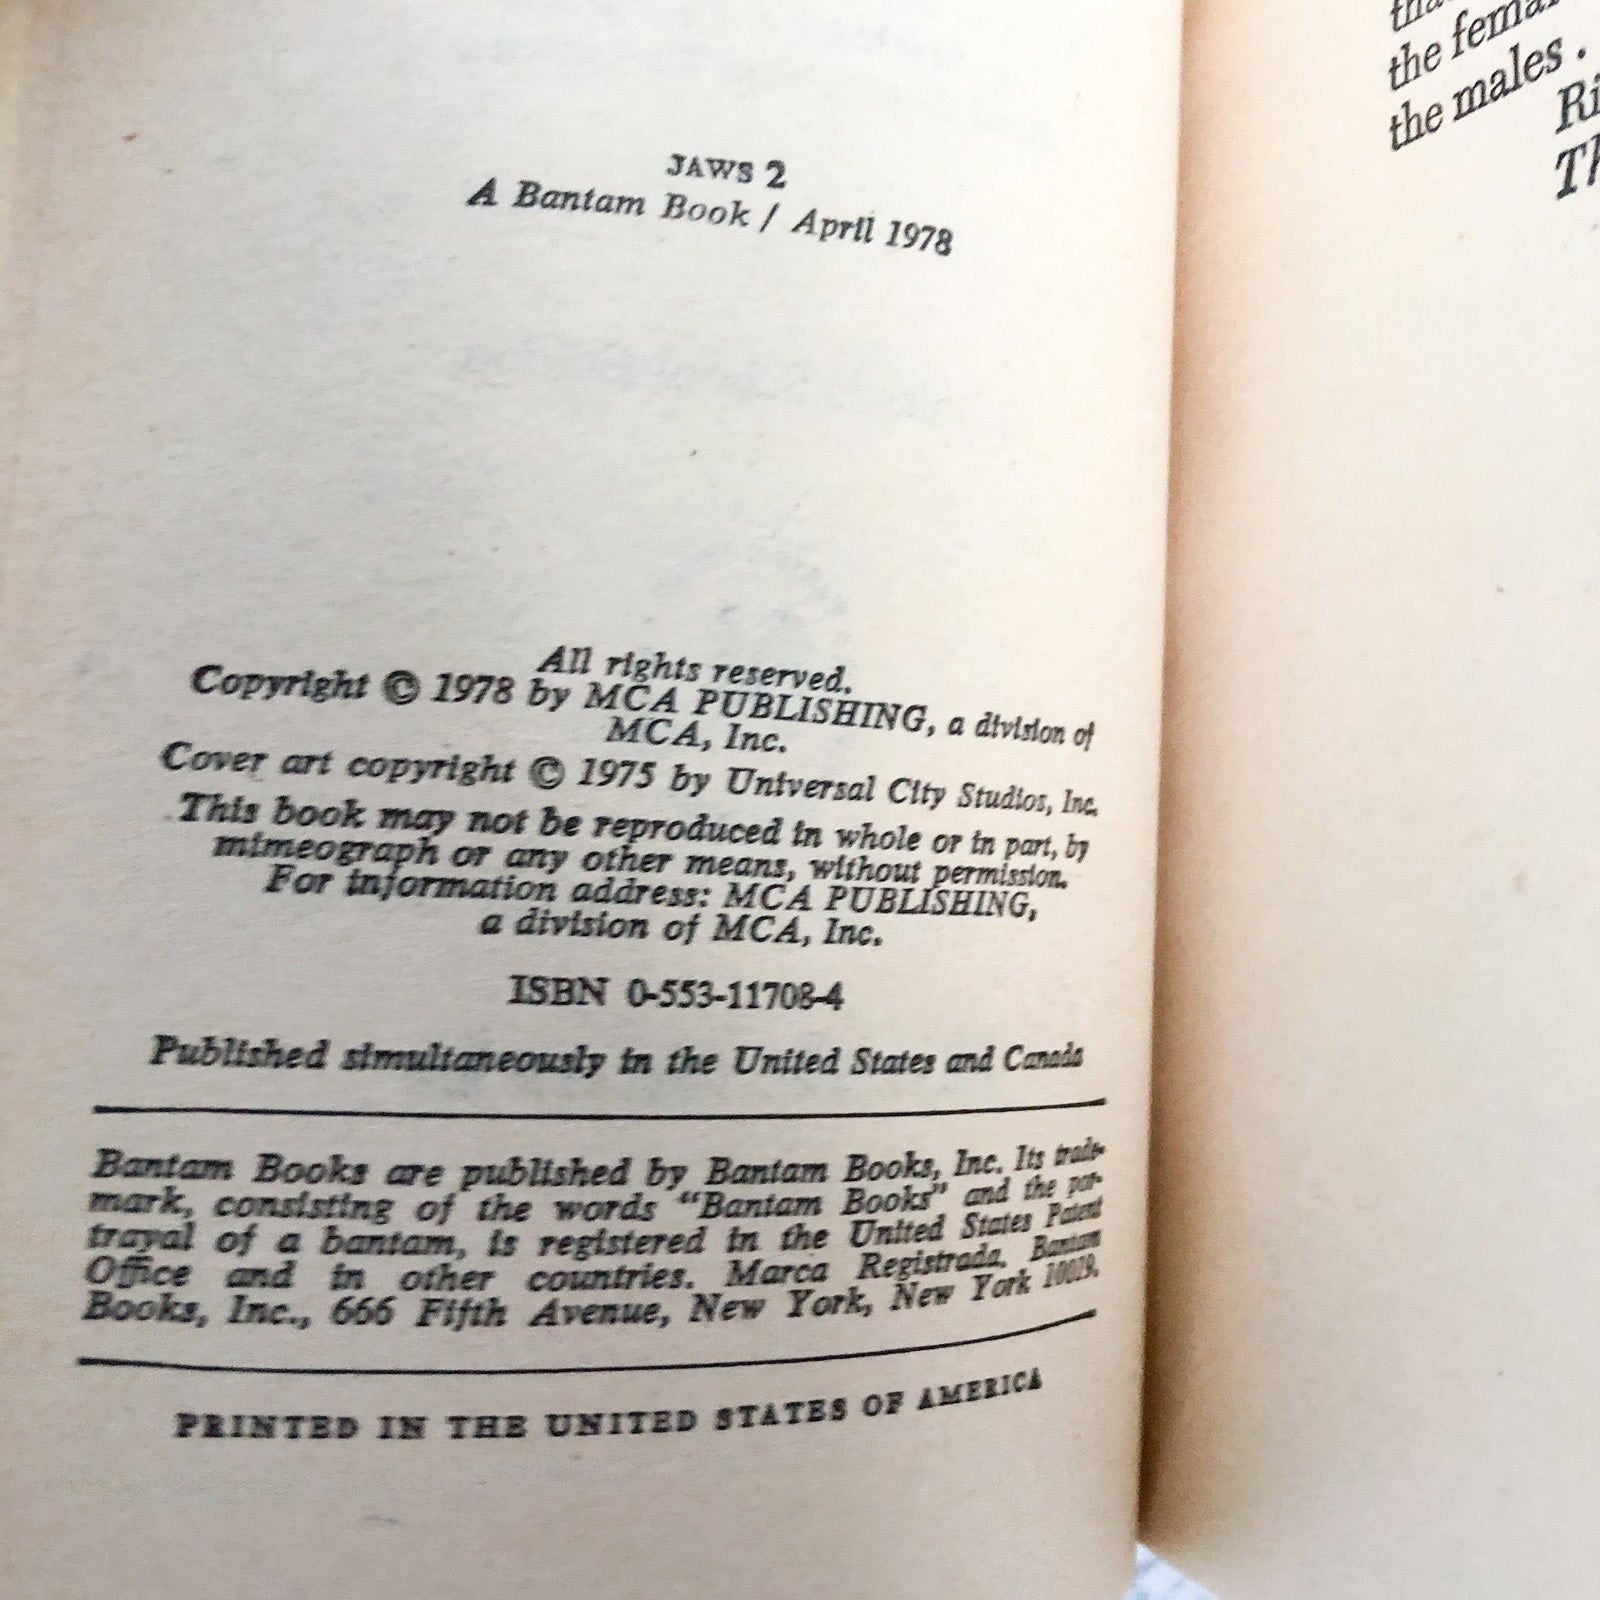 JAWS 2
A Bantam Book / April 1978
All rights reserved.
Copyright © 1978 by MCA PUBLISHING, a division of
MCA, Inc.
Cover art copyright © 1975 by Universal City Studios, Inc.
This book may not be reproduced in whole or in part, by
mimeograph or any other means, without permission.
For information address: MCA PUBLISHING,
a division of MCA, Inc.
ISBN 0-553-11708-4
Published simultaneously in the United States and Canada
Bantam Books are published by Bantam Books, Inc. Its trade-
mark, consisting of the words "Bantam Books" and the por-
trayal of a bantam, is registered in the United States Patent
Office and in other countries. Marca Registrada. Bantam
Books, Inc., 666 Fifth Avenue, New York, New York 10019.
PRINTED IN THE UNITED STATES OF AMERICA
the
the males .